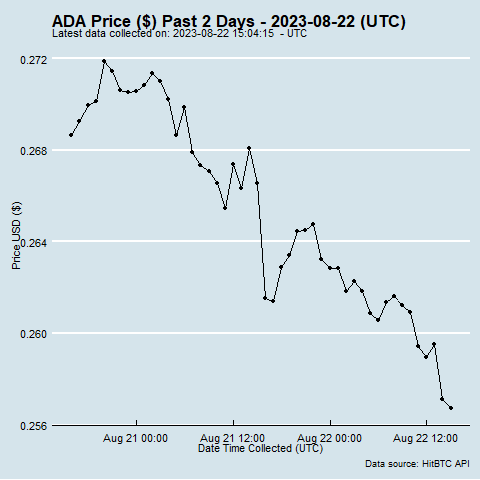 ADA Price ($) Past 2 Days - 2023-08-22 (UTC)
Latest data collected on: 2023-08-22 15:04:15  - UTC
0.272
0.268
0.264
0.260
0.256
Price USD ($)
Aug 21 00:00
Aug 21 12:00
Aug 22 00:00
Aug 22 12:00
Date Time Collected (UTC)
Data source: HitBTC API